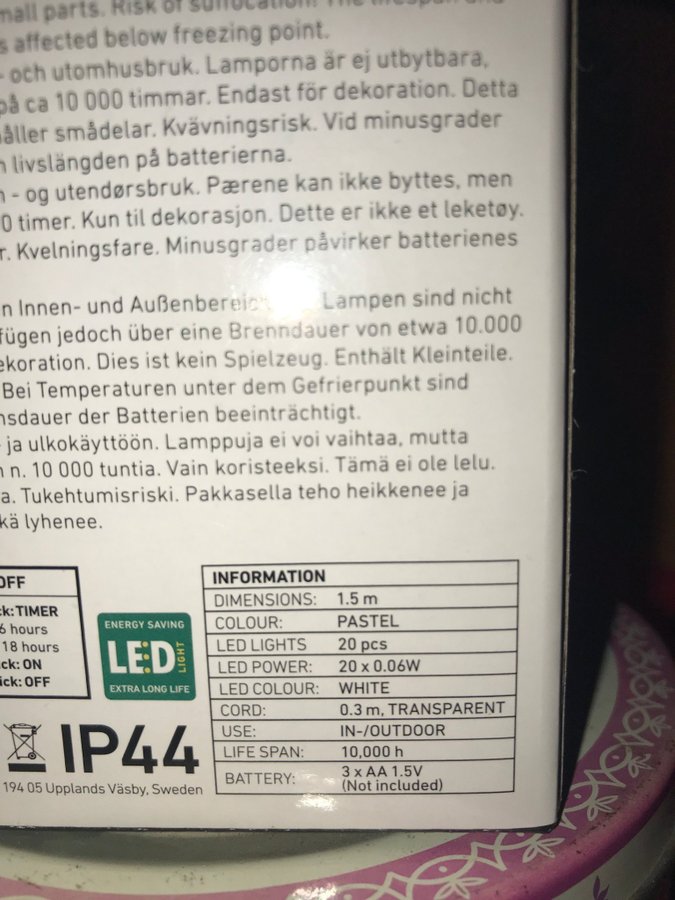 small parts. Risk of suffocation. The lifespan and
s affected below freezing point.
- och utomhusbruk. Lamporna är ej utbytbara,
på ca 10 000 timmar. Endast för dekoration. Detta
åller smådelar. Kvävningsrisk. Vid minusgrader
h livslängden på batterierna.
n - og utendørsbruk. Pærene kan ikke byttes, men
0 timer. Kun til dekorasjon. Dette er ikke et leketøy.
r. Kvelningsfare. Minusgrader påvirker batterienes
n Innen- und Außenbereich Lampen sind nicht
fügen jedoch über eine Brenndauer von etwa 10.000
ekoration. Dies ist kein Spielzeug. Enthält Kleinteile.
Bei Temperaturen unter dem Gefrierpunkt sind
nsdauer der Batterien beeinträchtigt.
- ja ulkokäyttöön. Lamppuja ei voi vaihtaa, mutta
n n. 10 000 tuntia. Vain koristeeksi. Tämä ei ole lelu.
a. Tukehtumisriski. Pakkasella teho heikkenee ja
kä lyhenee.
OFF
ck: TIMER
6 hours
18 hours
ick: ON
ick: OFF
ENERGY SAVING
LED LIGHT
EXTRA LONG LIFE
IP44
194 05 Upplands Väsby, Sweden
INFORMATION
DIMENSIONS: 1.5 m
COLOUR: PASTEL
LED LIGHTS 20 pcs
LED POWER: 20 x 0.06W
LED COLOUR: WHITE
CORD: 0.3 m, TRANSPARENT
USE: IN-/OUTDOOR
LIFE SPAN: 10,000 h
BATTERY: 3 x AA 1.5V
(Not included)